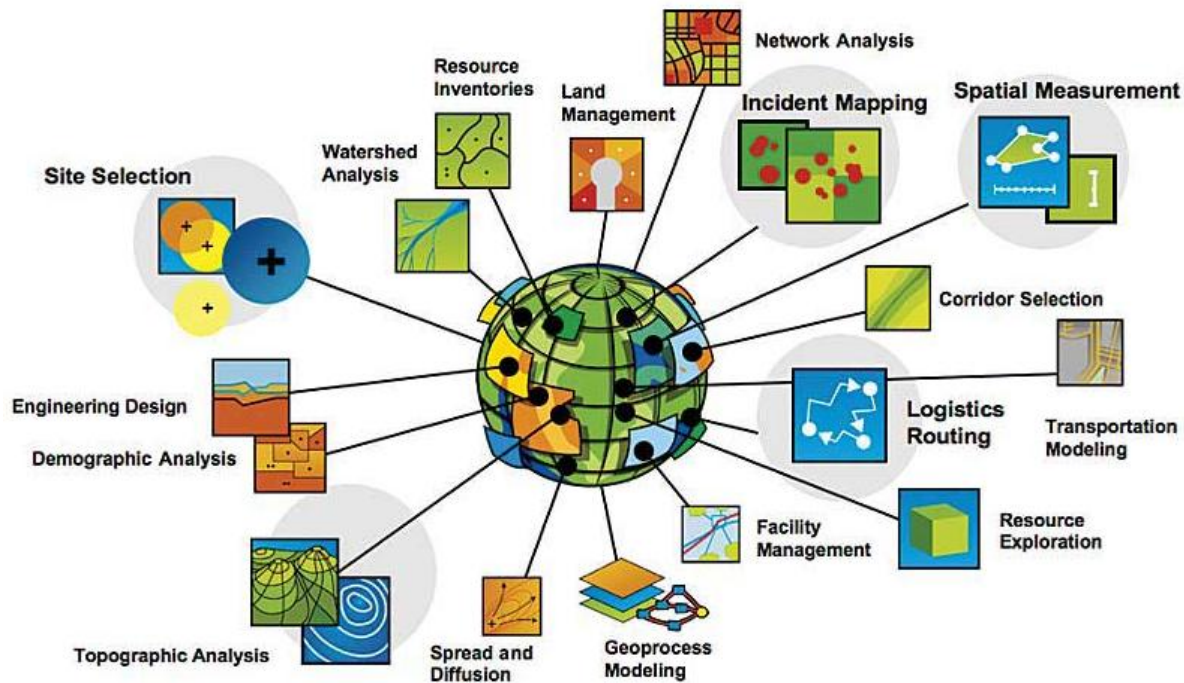 Network Analysis
Resource
Inventories
Land
Management
Incident Mapping
Spatial Measurement
Watershed
Analysis
Site Selection
Corridor Selection
Engineering Design
Logistics
Routing
Transportation
Modeling
Demographic Analysis
Facility
Management
Resource
Exploration
Topographic Analysis
Spread and
Diffusion
Geoprocess
Modeling